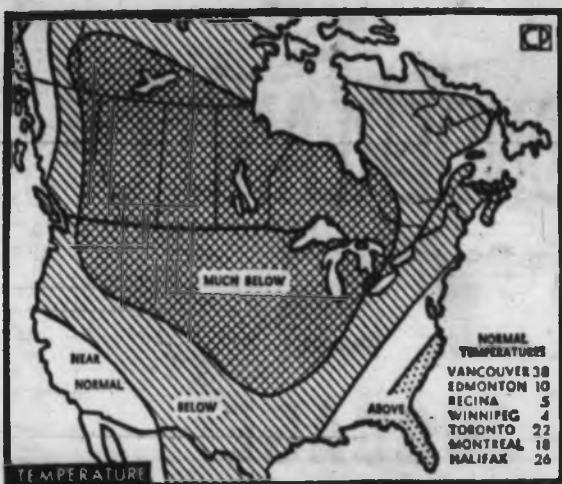 CP
MUCH BELOW
NEAR
NORMAL
BELOW
ABOVE
NORMAL
TEMPERATURES
VANCOUVER 38
EDMONTON 10
REGINA 5
WINNIPEG 4
TORONTO 22
MONTREAL 18
HALIFAX 26
TEMPERATURE